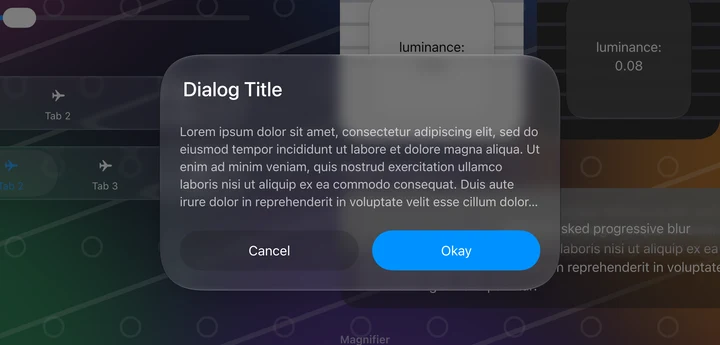 luminance:
luminance:
0.08
Dialog Title
Tab 2
Lorem ipsum dolor sit amet, consectetur adipiscing elit, sed do
eiusmod tempor incididunt ut labore et dolore magna aliqua. Ut
enim ad minim veniam, quis nostrud exercitation ullamco
laboris nisi ut aliquip ex ea commodo consequat. Duis aute
irure dolor in reprehenderit in voluptate velit esse cillum dolor...
Tab 2
Tab 3
sked progressive blur
laboris nisi ut aliquip ex ea
n reprehenderit in voluptate
Cancel
Okay
Magnifier